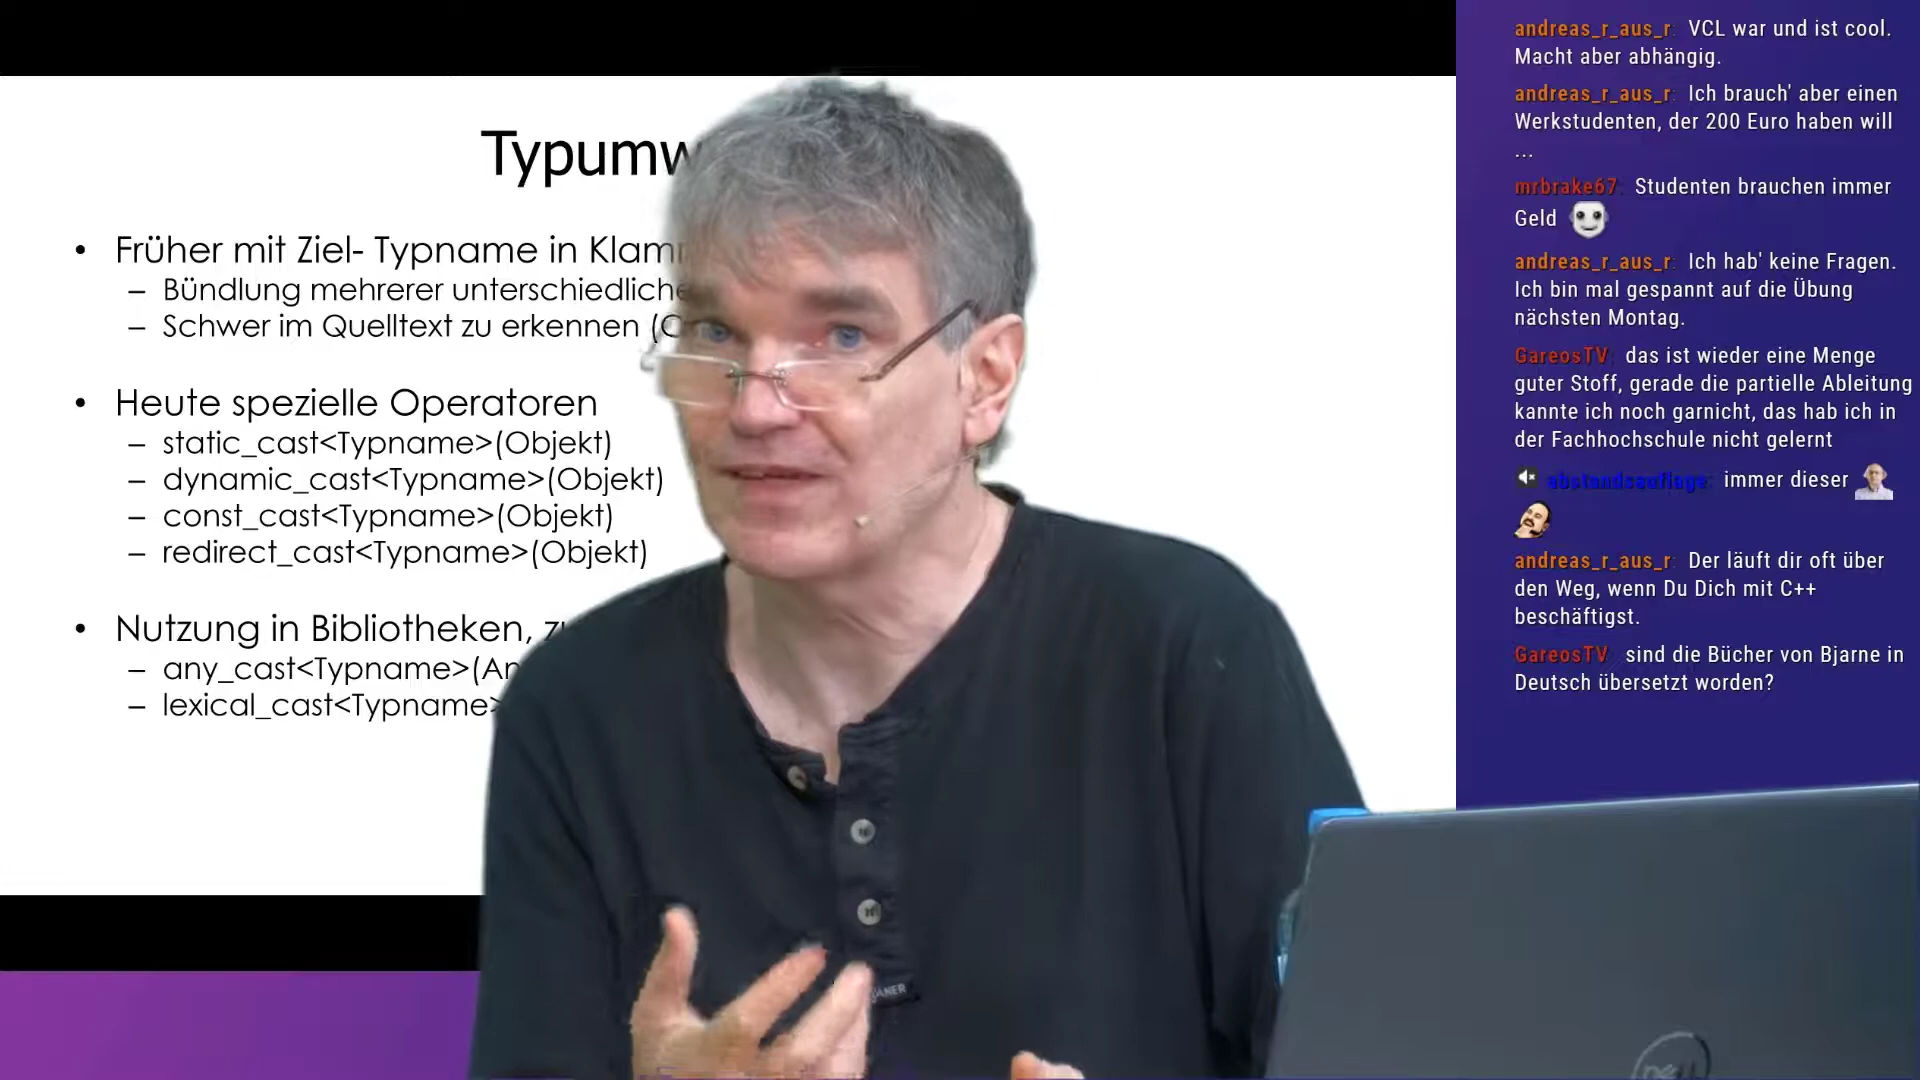 Typumw
• Früher mit Ziel- Typname in Klam
– Bündlung mehrerer unterschiedliche
– Schwer im Quelltext zu erkennen (
• Heute spezielle Operatoren
– static_cast<Typname>(Objekt)
– dynamic_cast<Typname>(Objekt)
– const_cast<Typname>(Objekt)
– redirect_cast<Typname>(Objekt)
• Nutzung in Bibliotheken, zu
– any_cast<Typname>(An
– lexical_cast<Typname>
andreas_r_aus_r: VCL war und ist cool.
Macht aber abhängig.
andreas_r_aus_r: Ich brauch' aber einen
Werkstudenten, der 200 Euro haben will
...
mrbrake67: Studenten brauchen immer
Geld
andreas_r_aus_r: Ich hab' keine Fragen.
Ich bin mal gespannt auf die Übung
nächsten Montag.
GareosTV: das ist wieder eine Menge
guter Stoff, gerade die partielle Ableitung
kannte ich noch garnicht, das hab ich in
der Fachhochschule nicht gelernt
abstandsauflage: immer dieser
andreas_r_aus_r: Der läuft dir oft über
den Weg, wenn Du Dich mit C++
beschäftigst.
GareosTV: sind die Bücher von Bjarne in
Deutsch übersetzt worden?